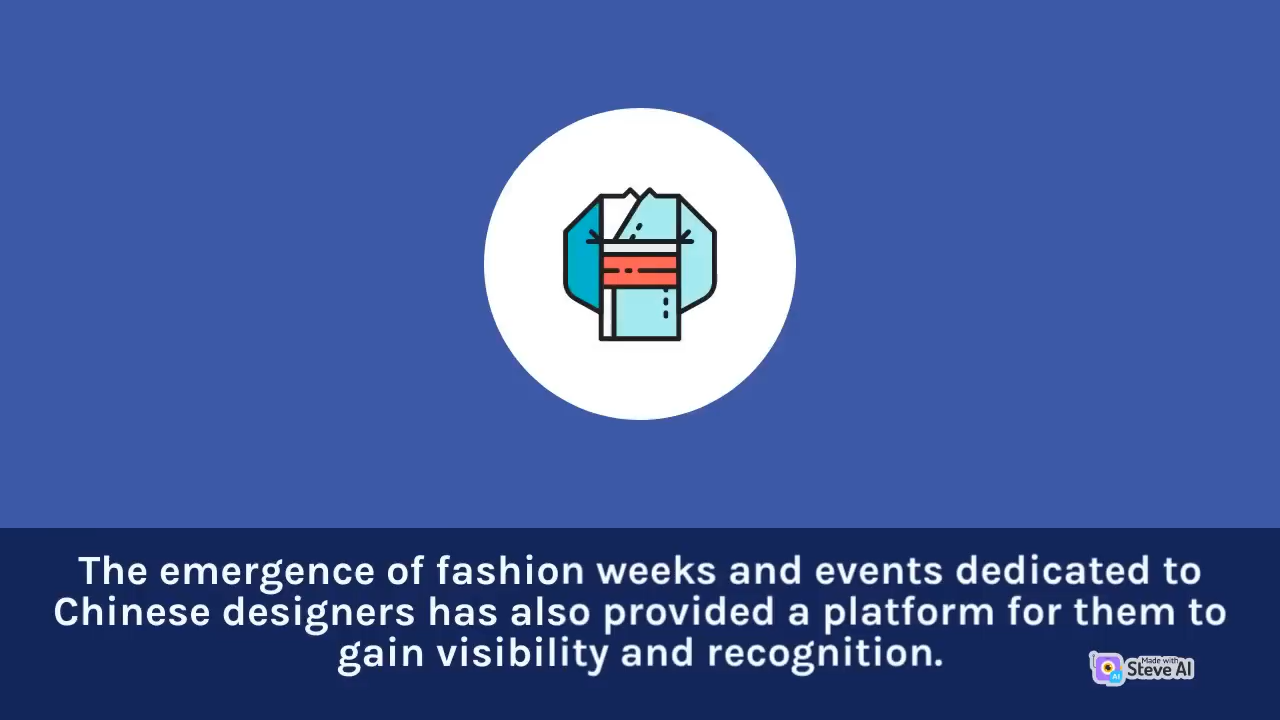 The emergence of fashion weeks and events dedicated to
Chinese designers has also provided a platform for them to
gain visibility and recognition.
Made with
Steve AI
AI